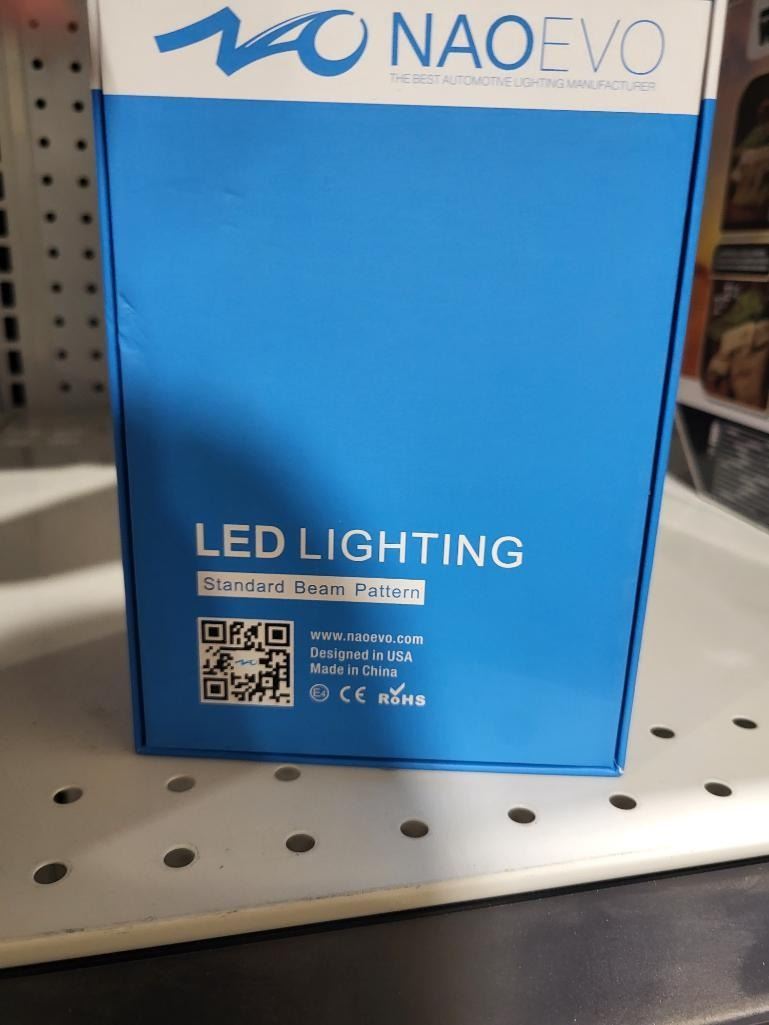 NAOEVO
THE BEST AUTOMOTIVE LIGHTING MANUFACTURER
LED LIGHTING
Standard Beam Pattern
www.naoevo.com
Designed in USA
Made in China
E4 CE RoHS